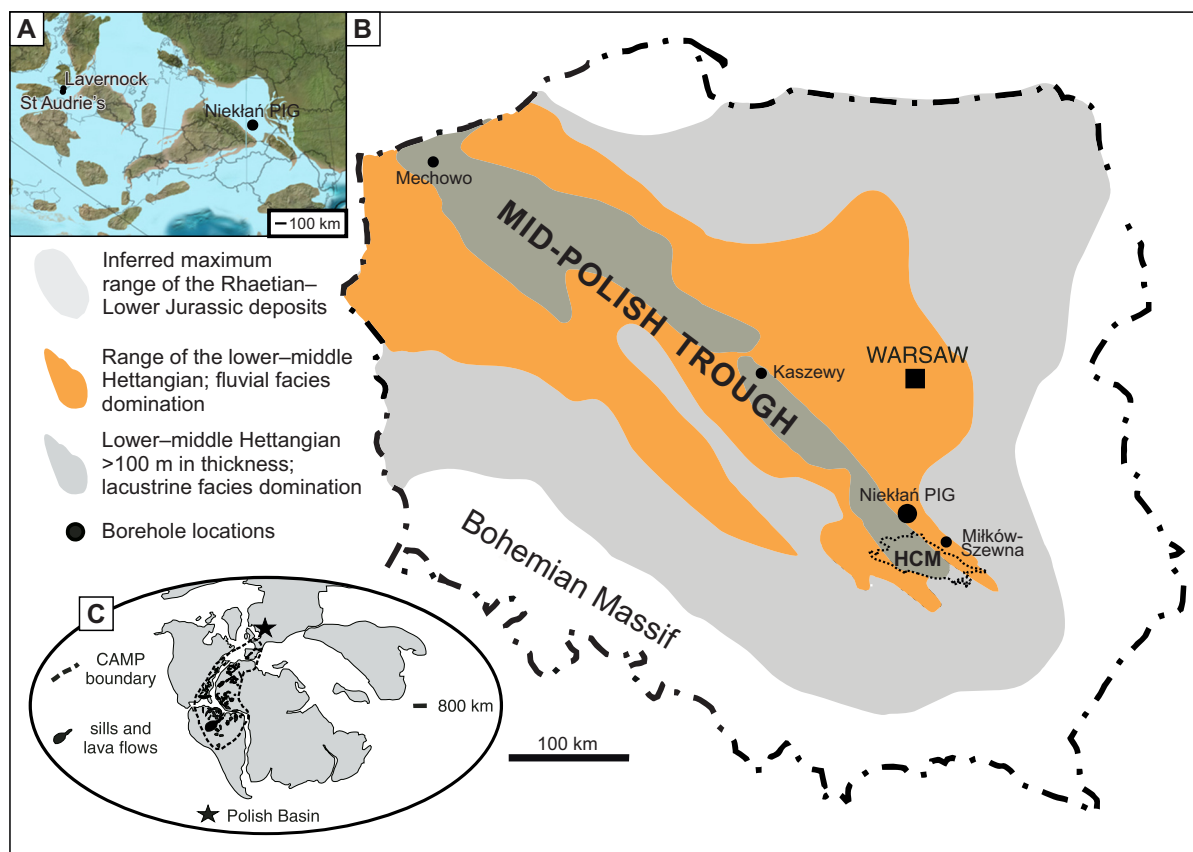 A
Lavernock
St Audrie's
Niekłań PIG
100 km
Inferred maximum
range of the Rhaetian–
Lower Jurassic deposits
Range of the lower–middle
Hettangian; fluvial facies
domination
Lower–middle Hettangian
>100 m in thickness;
lacustrine facies domination
Borehole locations
B
Mechowo
MID-POLISH TROUGH
WARSAW
Kaszewy
Niekłań PIG
Miłków-
Szewna
HCM
Bohemian Massif
100 km
C
CAMP
boundary
sills and
lava flows
800 km
Polish Basin